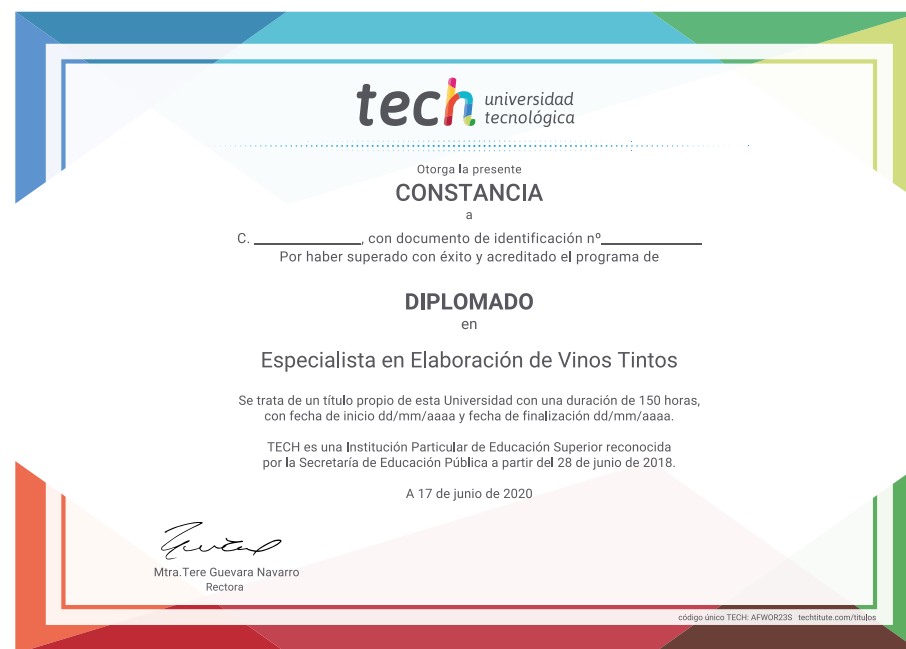 tech universidad
tecnológica
Otorga la presente
CONSTANCIA
a
C. ______________, con documento de identificación nº_____________
Por haber superado con éxito y acreditado el programa de
DIPLOMADO
en
Especialista en Elaboración de Vinos Tintos
Se trata de un título propio de esta Universidad con una duración de 150 horas,
con fecha de inicio dd/mm/aaaa y fecha de finalización dd/mm/aaaa.
TECH es una Institución Particular de Educación Superior reconocida
por la Secretaría de Educación Pública a partir del 28 de junio de 2018.
A 17 de junio de 2020
Mtra.Tere Guevara Navarro
Rectora
código único TECH: AFWOR23S techtitute.com/titulos